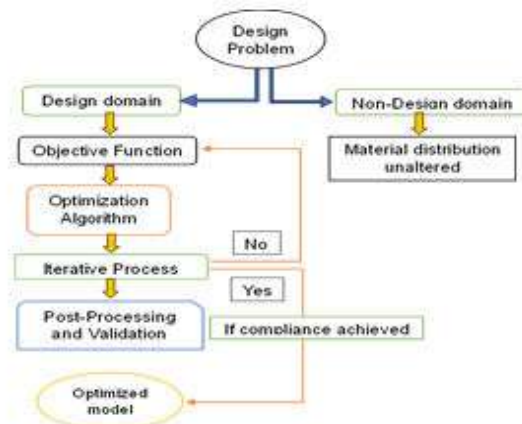 Design
Problem
Design domain
Non-Design domain
Objective Function
Material distribution
unaltered
Optimization
Algorithm
No
Iterative Process
Yes
Post-Processing
and Validation
If compliance achieved
Optimized
model